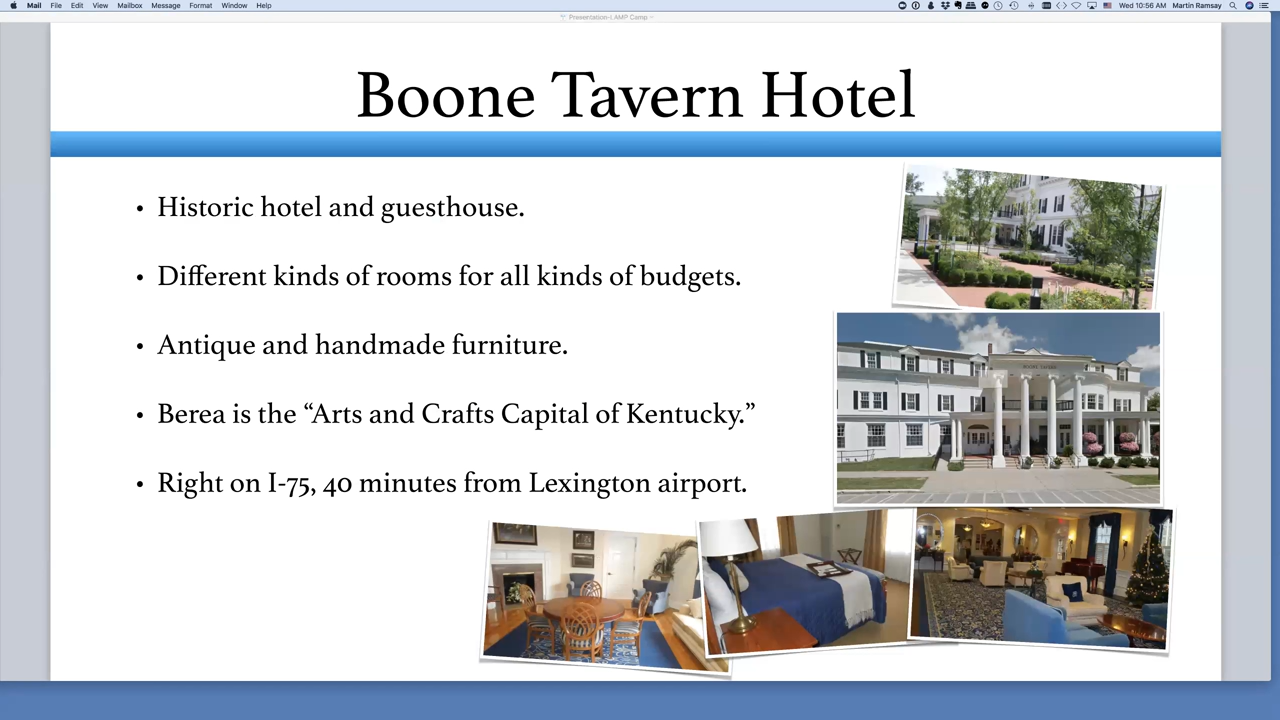 Mail File Edit View Mailbox Message Format Window Help Wed 10:56 AM Martin Ramsay
Presentation-LAMP Camp
Boone Tavern Hotel
• Historic hotel and guesthouse.
• Different kinds of rooms for all kinds of budgets.
• Antique and handmade furniture.
• Berea is the “Arts and Crafts Capital of Kentucky.”
• Right on I-75, 40 minutes from Lexington airport.
BOONE TAVERN